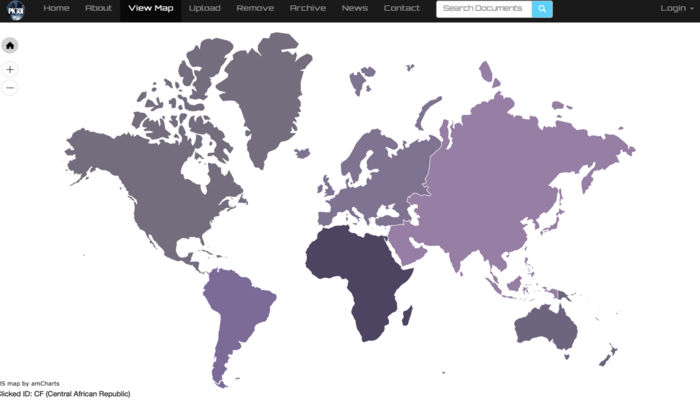 Home About View Map Upload Remove Archive News Contact Search Documents Login
JS map by amCharts
Clicked ID: CF (Central African Republic)